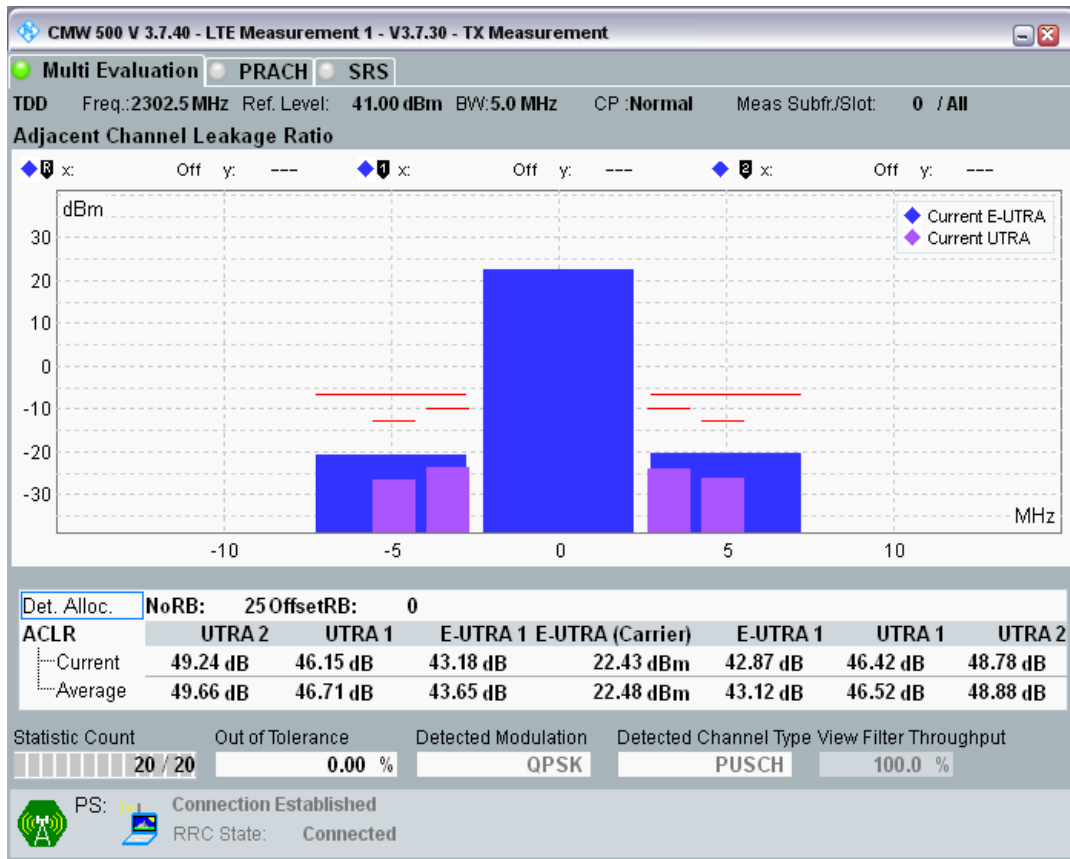 CMW 500 V 3.7.40 - LTE Measurement 1 - V3.7.30 - TX Measurement
Multi Evaluation PRACH SRS
TDD Freq.:2302.5 MHz Ref. Level: 41.00 dBm BW:5.0 MHz CP :Normal Meas Subfr./Slot: 0 / All
Adjacent Channel Leakage Ratio
R x: Off y: --- 1 x: Off y: --- 2 x: Off y: ---
dBm
Current E-UTRA
Current UTRA
30
20
10
0
-10
-20
-30
MHz
-10 -5 0 5 10
Det. Alloc. NoRB: 25 OffsetRB: 0
ACLR UTRA 2 UTRA 1 E-UTRA 1 E-UTRA (Carrier) E-UTRA 1 UTRA 1 UTRA 2
Current 49.24 dB 46.15 dB 43.18 dB 22.43 dBm 42.87 dB 46.42 dB 48.78 dB
Average 49.66 dB 46.71 dB 43.65 dB 22.48 dBm 43.12 dB 46.52 dB 48.88 dB
Statistic Count Out of Tolerance Detected Modulation Detected Channel Type View Filter Throughput
20 / 20 0.00 % QPSK PUSCH 100.0 %
PS: Connection Established
RRC State: Connected